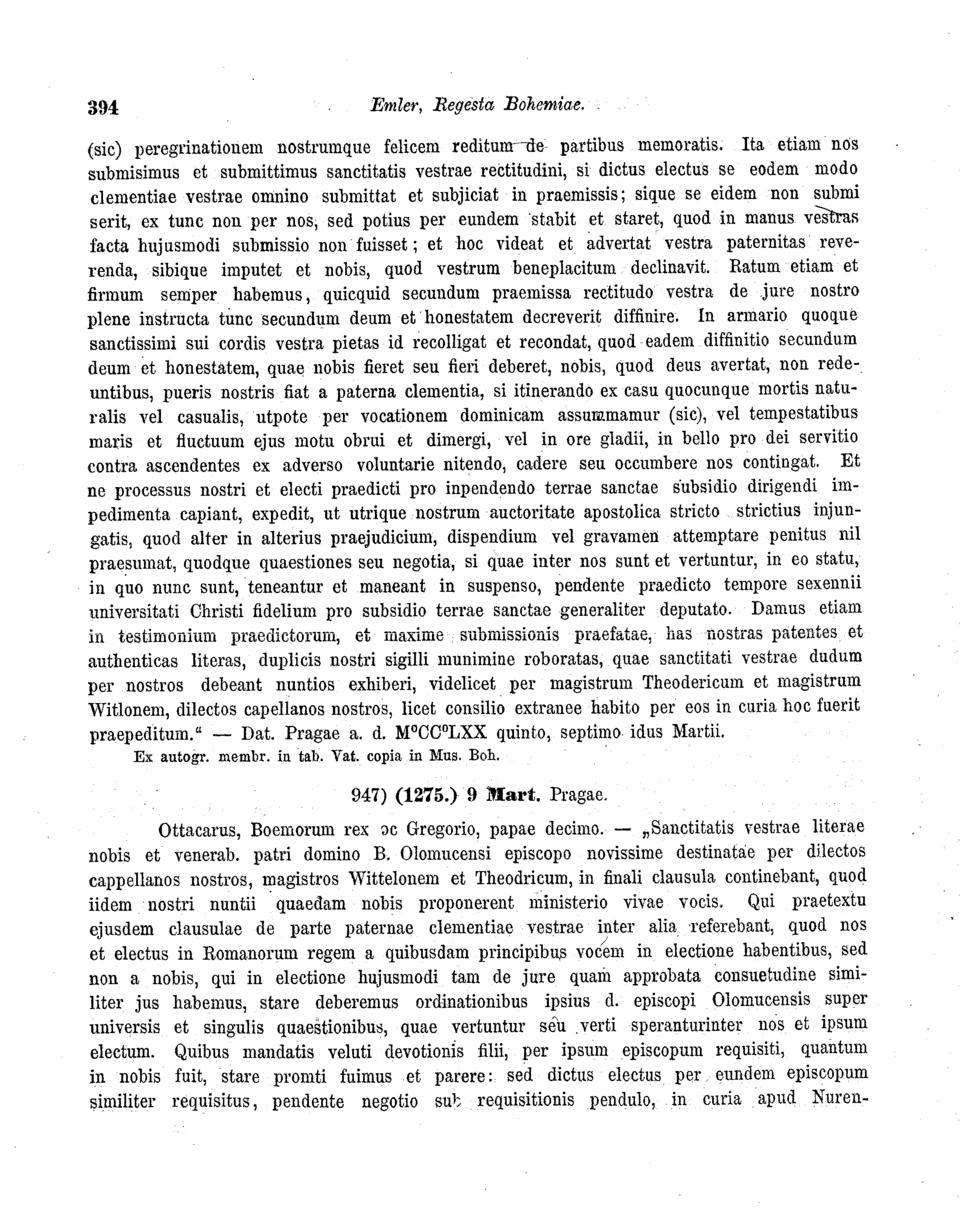 394 Emler, Regesta Bohemiae.
(sic) peregrinationem nostrumque felicem reditum de partibus memoratis. Ita etiam nos
submisimus et submittimus sanctitatis vestrae rectitudini, si dictus electus se eodem modo
clementiae vestrae omnino submittat et subjiciat in praemissis; sique se eidem non submi
serit, ex tunc non per nos, sed potius per eundem stabit et staret, quod in manus vestras
facta hujusmodi submissio non fuisset; et hoc videat et advertat vestra paternitas reve-
renda, sibique imputet et nobis, quod vestrum beneplacitum declinavit. Ratum etiam et
firmum semper habemus, quicquid secundum praemissa rectitudo vestra de jure nostro
plene instructa tunc secundum deum et honestatem decreverit diffinire. In armario quoque
sanctissimi sui cordis vestra pietas id recolligat et recondat, quod eadem diffinitio secundum
deum et honestatem, quae nobis fieret seu fieri deberet, nobis, quod deus avertat, non rede-
untibus, pueris nostris fiat a paterna clementia, si itinerando ex casu quocunque mortis natu-
ralis vel casualis, utpote per vocationem dominicam assummamur (sic), vel tempestatibus
maris et fluctuum ejus motu obrui et dimergi, vel in ore gladii, in bello pro dei servitio
contra ascendentes ex adverso voluntarie nitendo, cadere seu occumbere nos contingat. Et
ne processus nostri et electi praedicti pro inpendendo terrae sanctae subsidio dirigendi im-
pedimenta capiant, expedit, ut utrique nostrum auctoritate apostolica stricto strictius injun-
gatis, quod alter in alterius praejudicium, dispendium vel gravamen attemptare penitus nil
praesumat, quodque quaestiones seu negotia, si quae inter nos sunt et vertuntur, in eo statu,
in quo nunc sunt, teneantur et maneant in suspenso, pendente praedicto tempore sexennii
universitati Christi fidelium pro subsidio terrae sanctae generaliter deputato. Damus etiam
in testimonium praedictorum, et maxime submissionis praefatae, has nostras patentes et
authenticas literas, duplicis nostri sigilli munimine roboratas, quae sanctitati vestrae dudum
per nostros debeant nuntios exhiberi, videlicet per magistrum Theodericum et magistrum
Witlonem, dilectos capellanos nostros, licet consilio extranee habito per eos in curia hoc fuerit
praepeditum.“ — Dat. Pragae a. d. M⁰CC⁰LXX quinto, septimo idus Martii.
Ex autogr. membr. in tab. Vat. copia in Mus. Boh.
947) (1275.) 9 Mart. Pragae.
Ottacarus, Boemorum rex ac Gregorio, papae decimo. — „Sanctitatis vestrae literae
nobis et venerab. patri domino B. Olomucensi episcopo novissime destinatae per dilectos
cappellanos nostros, magistros Wittelonem et Theodricum, in finali clausula continebant, quod
iidem nostri nuntii quaedam nobis proponerent ministerio vivae vocis. Qui praetextu
ejusdem clausulae de parte paternae clementiae vestrae inter alia referebant, quod nos
et electus in Romanorum regem a quibusdam principibus vocem in electione habentibus, sed
non a nobis, qui in electione hujusmodi tam de jure quam approbata consuetudine simi-
liter jus habemus, stare deberemus ordinationibus ipsius d. episcopi Olomucensis super
universis et singulis quaestionibus, quae vertuntur seu verti speranturinter nos et ipsum
electum. Quibus mandatis veluti devotionis filii, per ipsum episcopum requisiti, quantum
in nobis fuit, stare promti fuimus et parere: sed dictus electus per eundem episcopum
similiter requisitus, pendente negotio sub requisitionis pendulo, in curia apud Nuren-